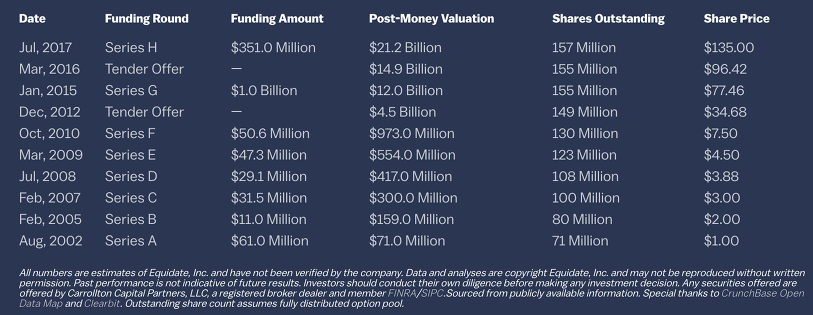 Date Funding Round Funding Amount Post-Money Valuation Shares Outstanding Share Price
Jul, 2017 Series H $351.0 Million $21.2 Billion 157 Million $135.00
Mar, 2016 Tender Offer — $14.9 Billion 155 Million $96.42
Jan, 2015 Series G $1.0 Billion $12.0 Billion 155 Million $77.46
Dec, 2012 Tender Offer — $4.5 Billion 149 Million $34.68
Oct, 2010 Series F $50.6 Million $973.0 Million 130 Million $7.50
Mar, 2009 Series E $47.3 Million $554.0 Million 123 Million $4.50
Jul, 2008 Series D $29.1 Million $417.0 Million 108 Million $3.88
Feb, 2007 Series C $31.5 Million $300.0 Million 100 Million $3.00
Feb, 2005 Series B $11.0 Million $159.0 Million 80 Million $2.00
Aug, 2002 Series A $61.0 Million $71.0 Million 71 Million $1.00
All numbers are estimates of Equidate, Inc. and have not been verified by the company. Data and analyses are copyright Equidate, Inc. and may not be reproduced without written
permission. Past performance is not indicative of future results. Investors should conduct their own diligence before making any investment decision. Any securities offered are
offered by Carrollton Capital Partners, LLC, a registered broker dealer and member FINRA/SIPC.Sourced from publicly available information. Special thanks to CrunchBase Open
Data Map and Clearbit. Outstanding share count assumes fully distributed option pool.